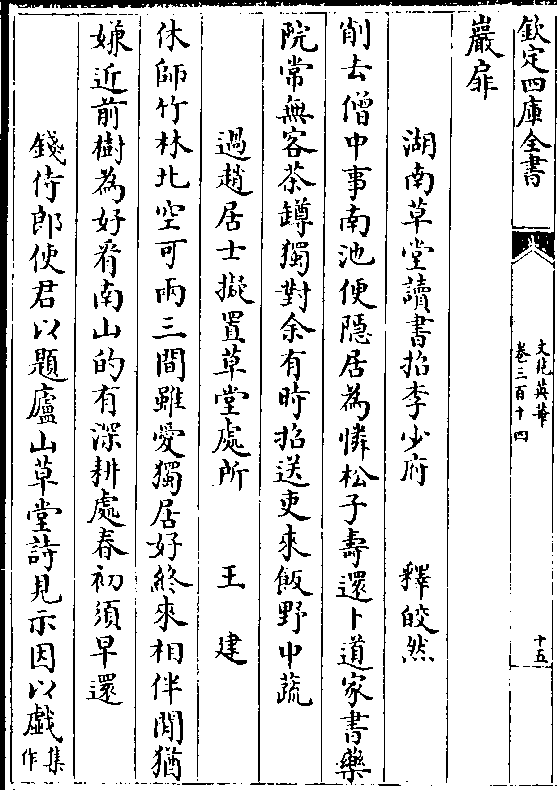 欽定四庫全書
文苑英華
卷三百十四
十五
巖扉
湖南草堂讀書招李少府 釋皎然
削去僧中事南池便隱居為憐松子壽還卜道家書藥
院常無客茶罇獨對余有時招送吏來飯野中蔬
過趙居士擬置草堂處所 王建
休師竹林北空可兩三間雖愛獨居好終來相伴閒猶
嫌近前樹為好看南山的有深耕處春初須早還
錢侍郎使君以題廬山草堂詩見示因以戲集作